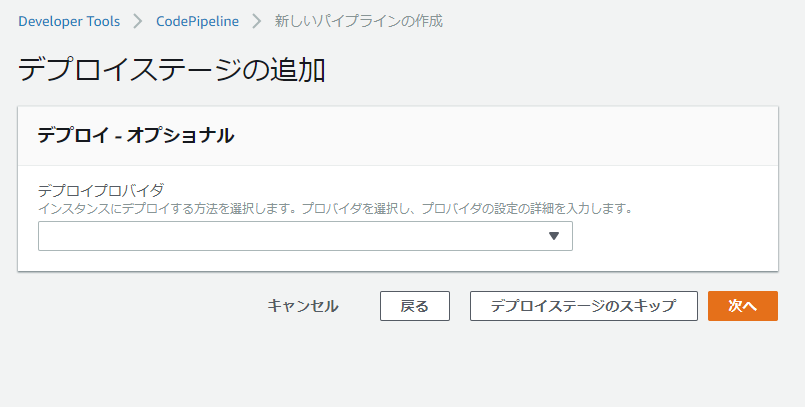 Developer Tools > CodePipeline > 新しいパイプラインの作成
デプロイステージの追加
デプロイ - オプショナル
デプロイプロバイダ
インスタンスにデプロイする方法を選択します。プロバイダを選択し、プロバイダの設定の詳細を入力します。
キャンセル 戻る デプロイステージのスキップ 次へ